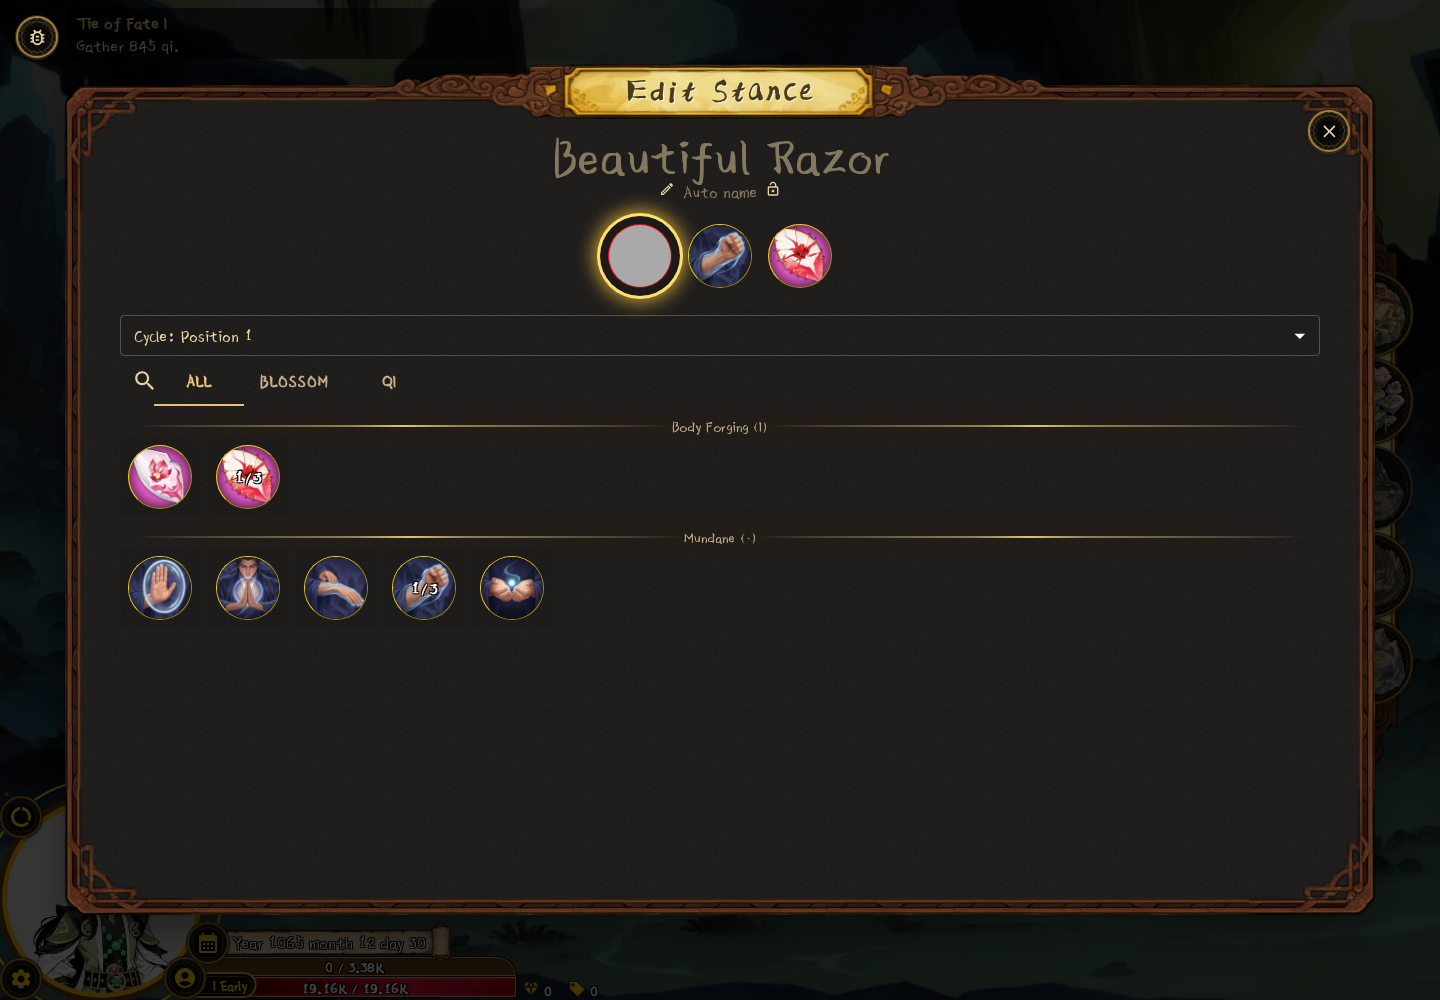 Tie of Fate I
Gather 845 qi.
Edit Stance
Beautiful Razor
Auto name
Cycle: Position 1
ALL BLOSSOM QI
Body Forging (I)
1/3
Mundane (-)
1/3
Year 1065 month 12 day 30
0 / 3.38K
I Early
19.16K / 19.16K
0 0